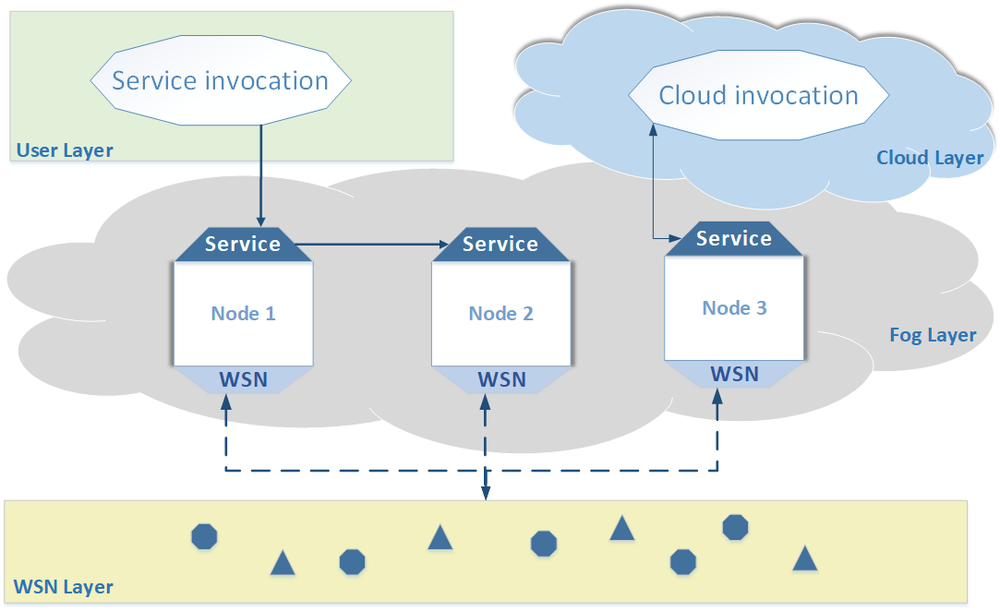 Service invocation
User Layer
Cloud invocation
Cloud Layer
Service
Node 1
WSN
Service
Node 2
WSN
Service
Node 3
WSN
Fog Layer
WSN Layer